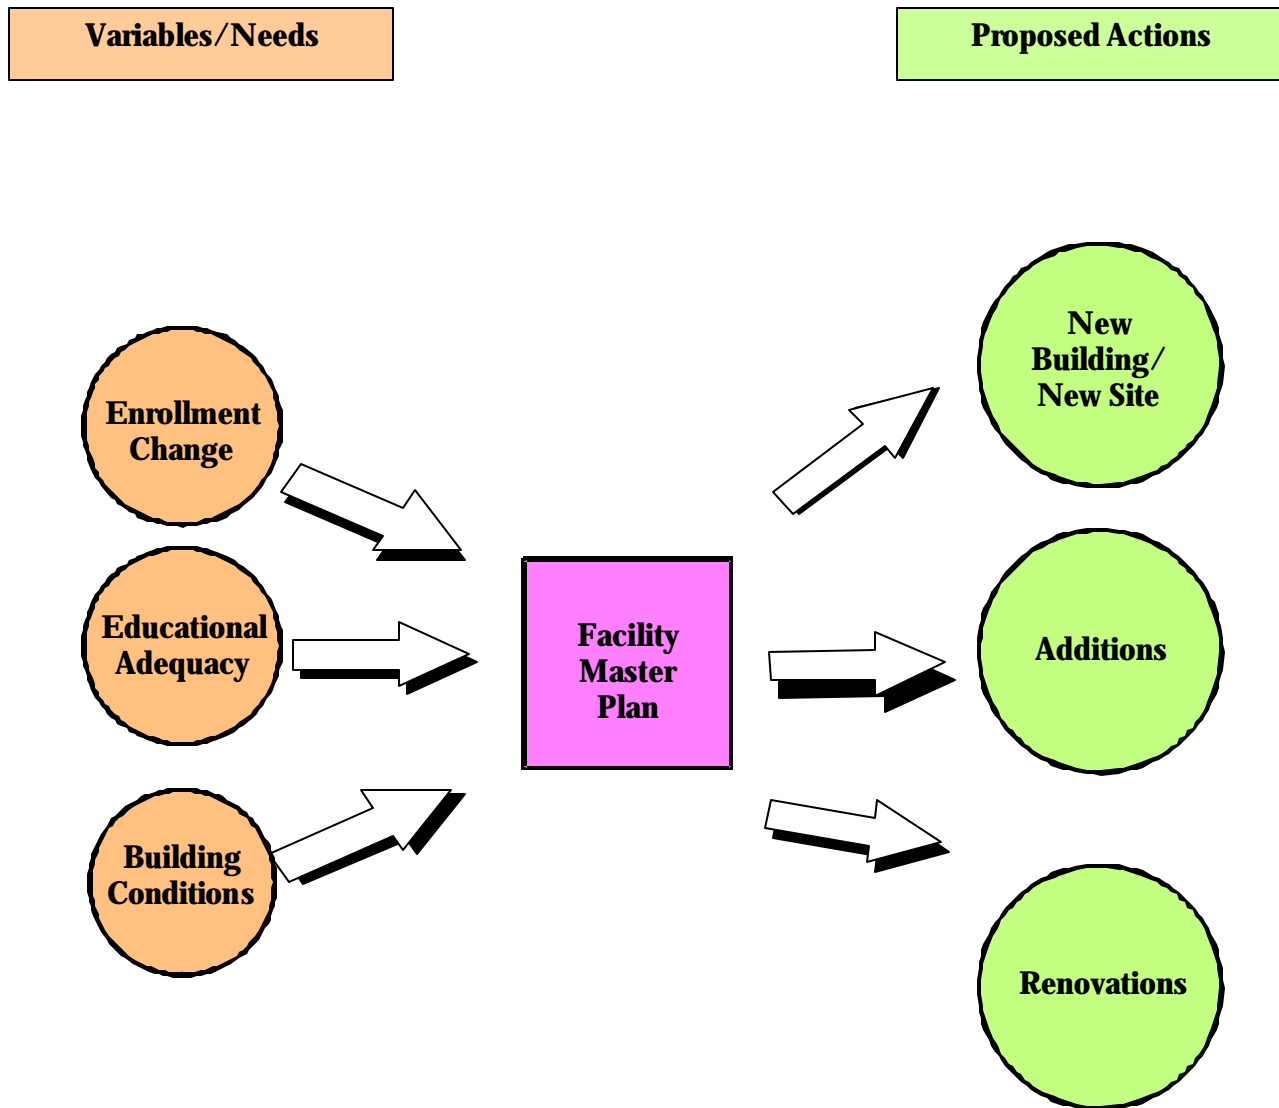 Variables/Needs
Proposed Actions
Enrollment
Change
Educational
Adequacy
Building
Conditions
Facility
Master
Plan
New
Building/
New Site
Additions
Renovations